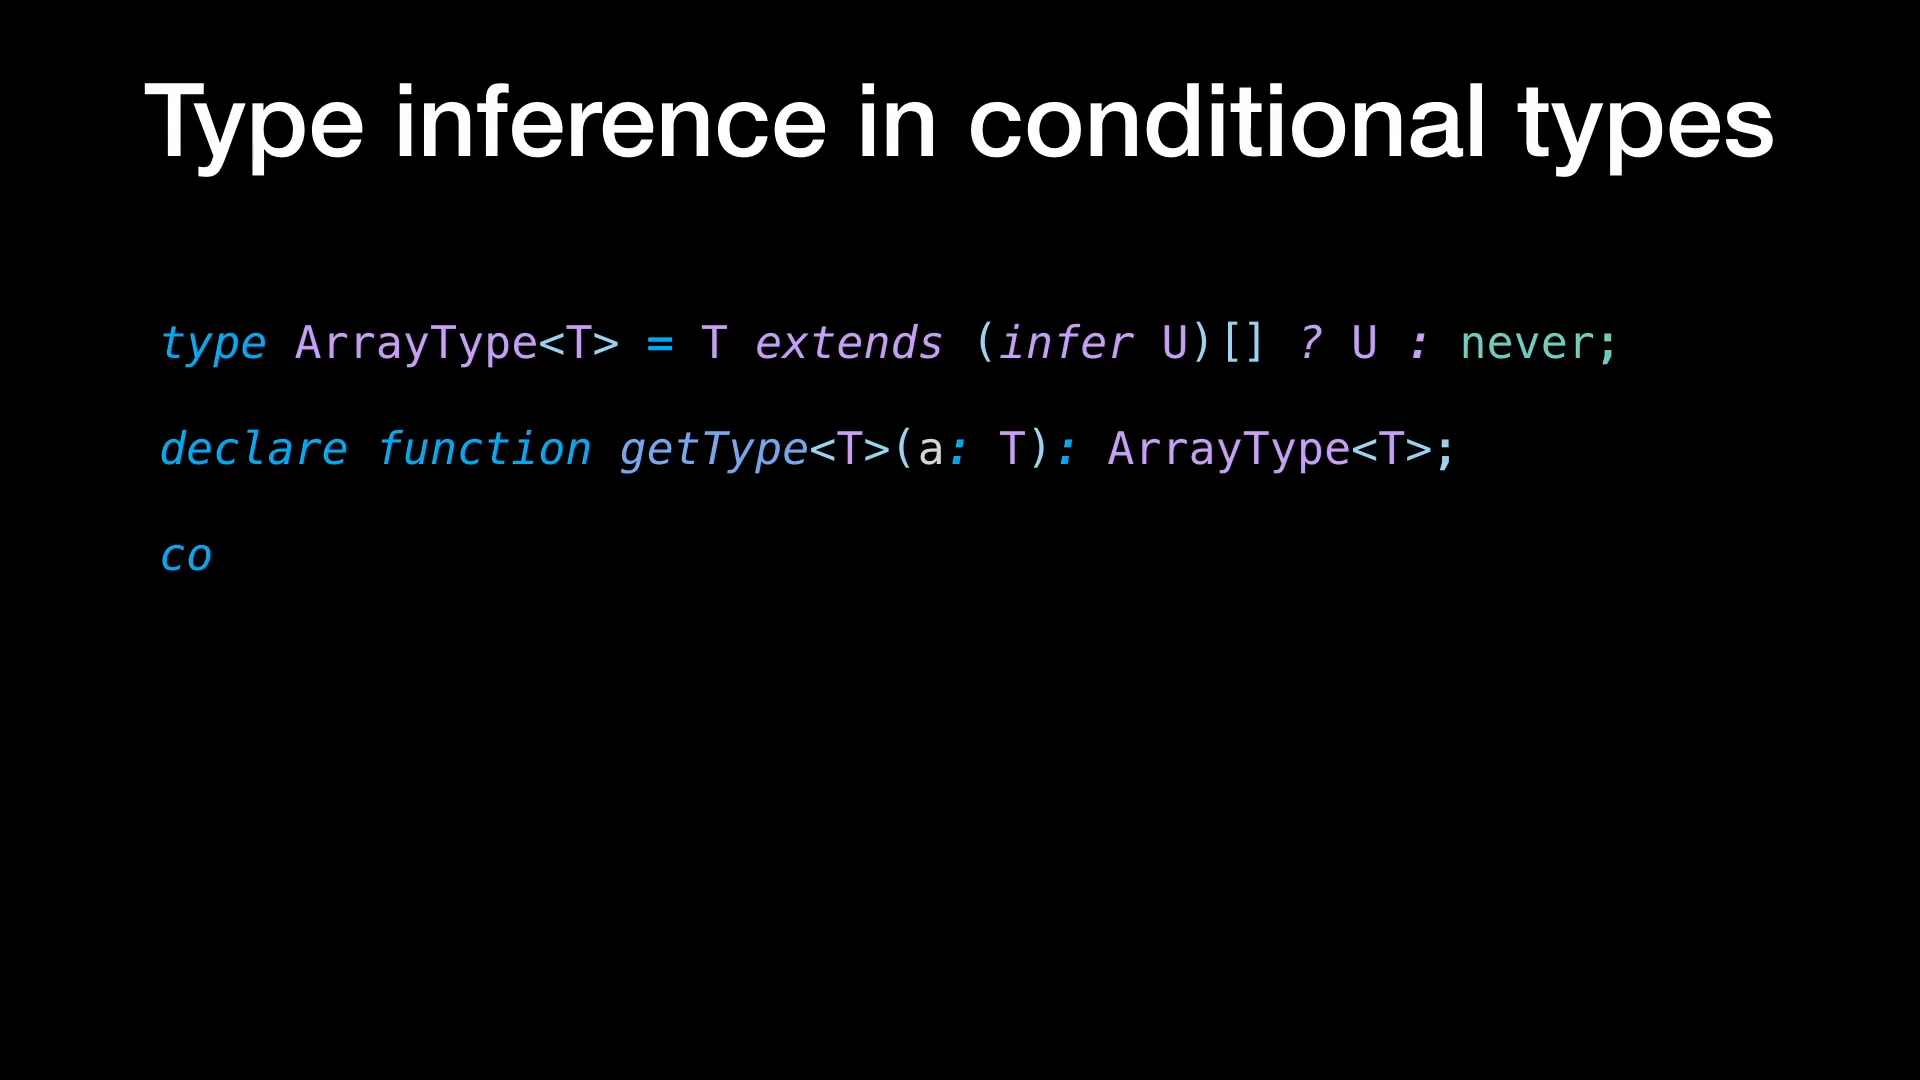 Type inference in conditional types
type ArrayType<T> = T extends (infer U)[] ? U : never;
declare function getType<T>(a: T): ArrayType<T>;
co